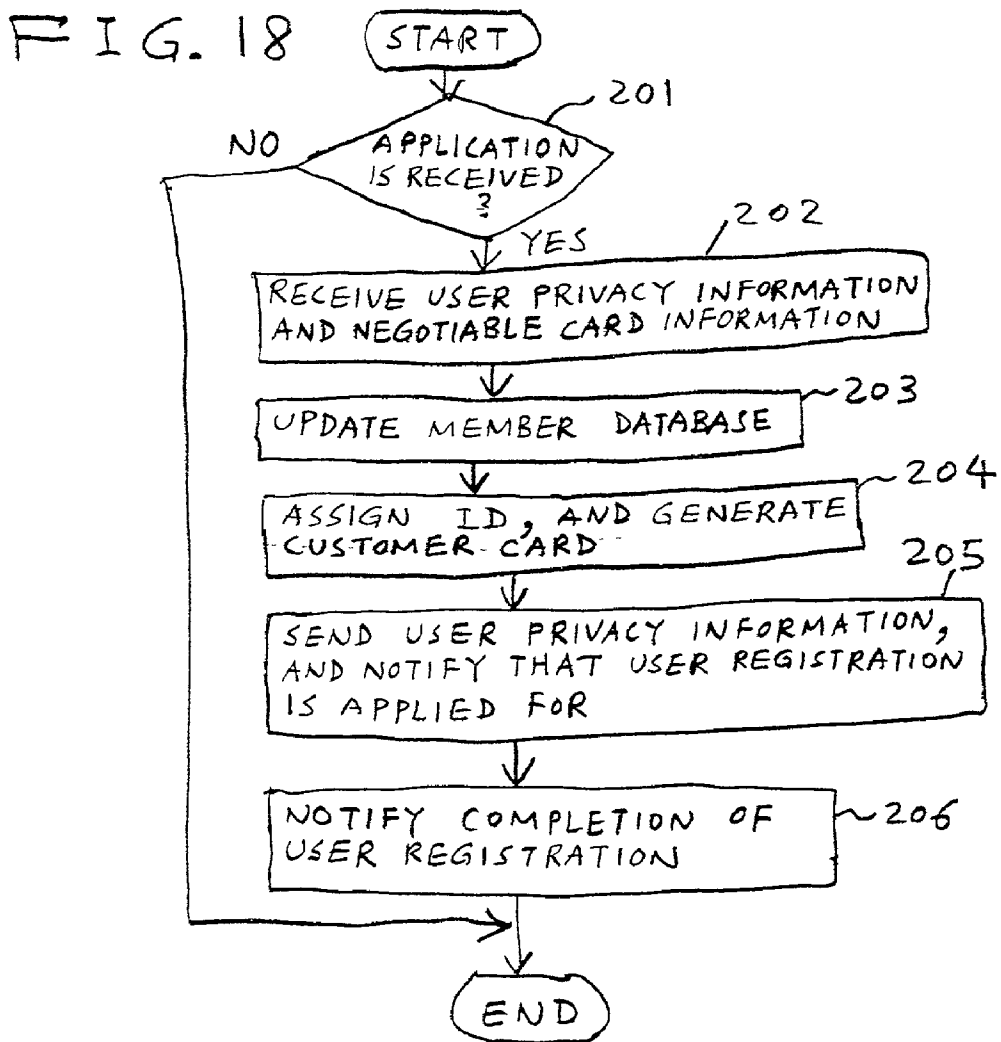 FIG. 18
START
201
NO
APPLICATION
IS RECEIVED
?
YES
202
RECEIVE USER PRIVACY INFORMATION
AND NEGOTIABLE CARD INFORMATION
203
UPDATE MEMBER DATABASE
204
ASSIGN ID, AND GENERATE
CUSTOMER CARD
205
SEND USER PRIVACY INFORMATION,
AND NOTIFY THAT USER REGISTRATION
IS APPLIED FOR
NOTIFY COMPLETION OF
USER REGISTRATION
206
END